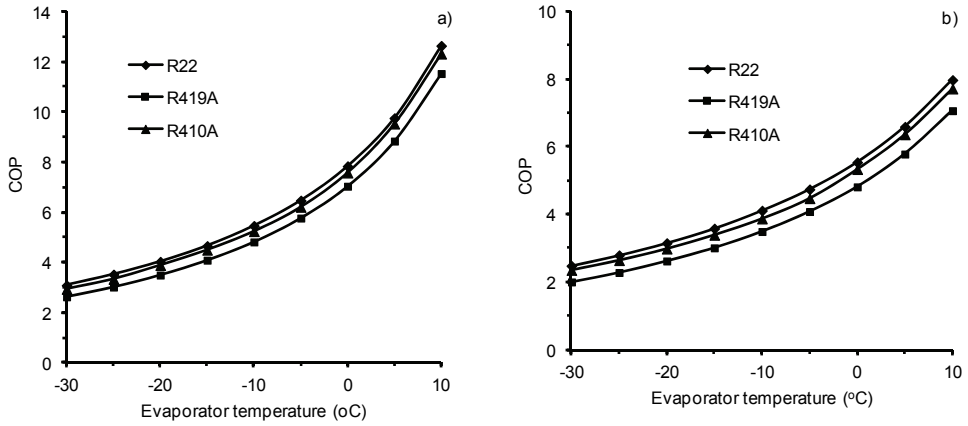 a)
14
12
10
8
6
4
2
0
COP
R22
R419A
R410A
-30 -20 -10 0 10
Evaporator temperature (oC)
b)
10
8
6
4
2
0
COP
R22
R419A
R410A
-30 -20 -10 0 10
Evaporator temperature (°C)